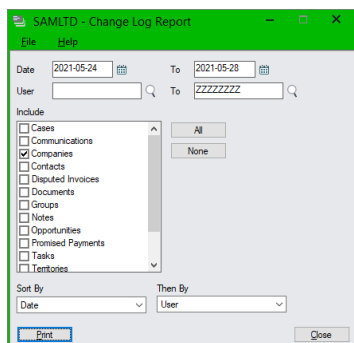 SAMLTD - Change Log Report
File Help
Date 2021-05-24 To 2021-05-28
User To ZZZZZZZZ
Include
Cases
Communications
Companies
Contacts
Disputed Invoices
Documents
Groups
Notes
Opportunities
Promised Payments
Tasks
Territories
All
None
Sort By Then By
Date User
Print Close